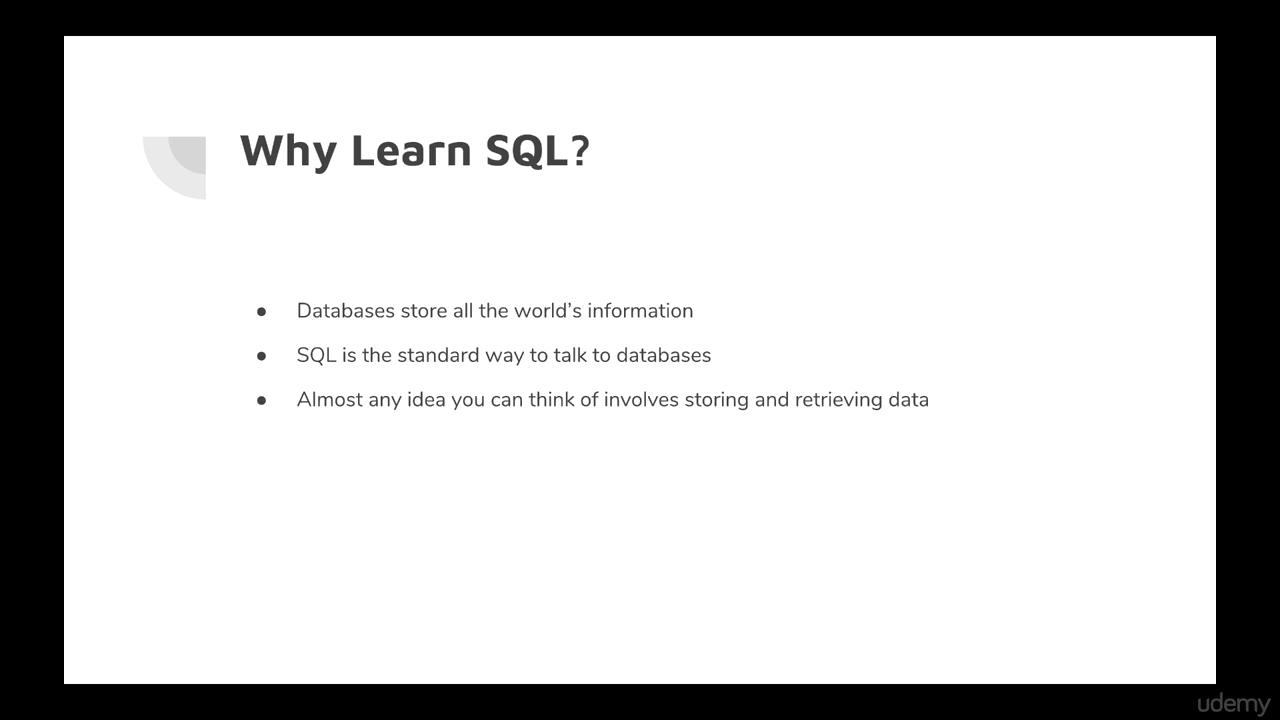 Why Learn SQL?
● Databases store all the world’s information
● SQL is the standard way to talk to databases
● Almost any idea you can think of involves storing and retrieving data
udemy